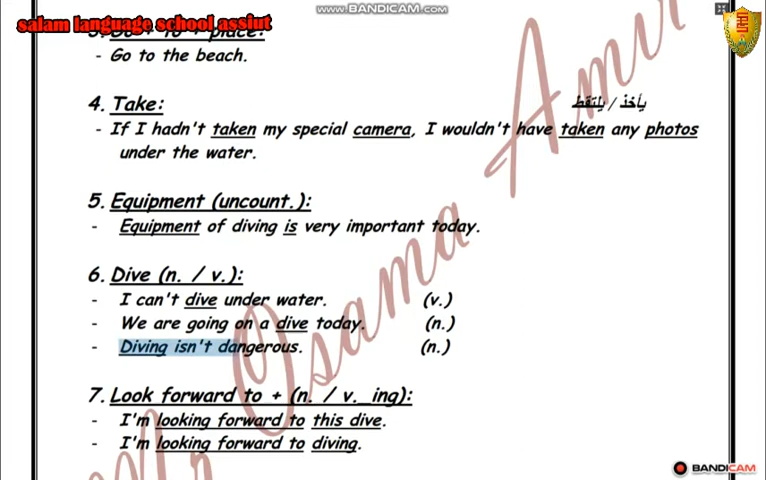 WWW.BANDICAM.COM
salam language school assiut
- Go to the beach.
4. Take: يأخذ / يلتقط
- If I hadn't taken my special camera, I wouldn't have taken any photos
under the water.
5. Equipment (uncount.):
- Equipment of diving is very important today.
6. Dive (n. / v.):
- I can't dive under water. (v.)
- We are going on a dive today. (n.)
- Diving isn't dangerous. (n.)
7. Look forward to + (n. / v._ing):
- I'm looking forward to this dive.
- I'm looking forward to diving.
Mr Osama Amir
BANDICAM